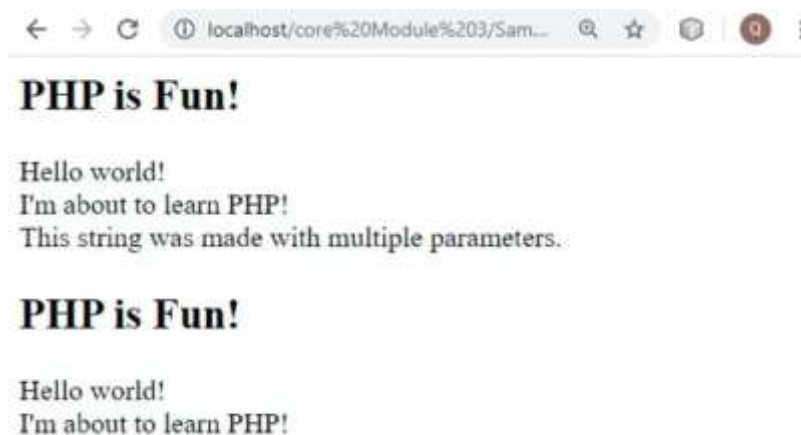 localhost/core%20Module%203/Sam...
Q
PHP is Fun!
Hello world!
I'm about to learn PHP!
This string was made with multiple parameters.
PHP is Fun!
Hello world!
I'm about to learn PHP!